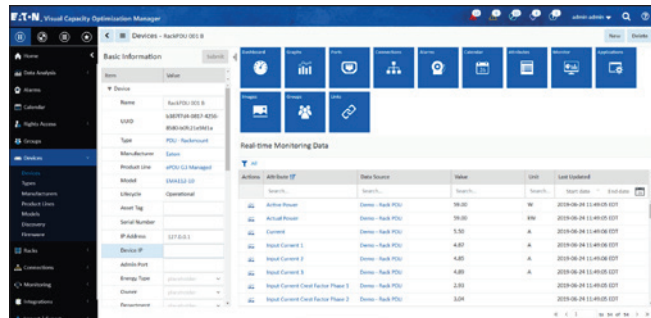 E·T·N Visual Capacity Optimization Manager
admin admin
Devices - RackPDU 001 B
New Delete
Home
Data Analysis
Alarms
Calendar
Rights Access
Groups
Devices
Devices
Types
Manufacturers
Product Lines
Models
Discovery
Firmware
Racks
Connections
Monitoring
Integrations
Basic Information
Submit
Item Value
Device
Name RackPDU 001 B
UUID
Type PDU - Rackmount
Manufacturer Eaton
Product Line ePDU G3 Managed
Model EMA112-10
Lifecycle Operational
Asset Tag
Serial Number
IP Address 127.0.0.1
Device IP
Admin Port
Energy Type placeholder
Owner placeholder
Department
Dashboard Graphs Ports Connections Alarms Calendar Attributes Monitor Applications
Images Groups Links
Real-time Monitoring Data
All
Actions Attribute Data Source Value Unit Last Updated
Search... Search... Search... Search... Start date End date
Active Power Demo - Rack PDU 59.00 W 2019-06-24 11:49:05 EDT
Actual Power Demo - Rack PDU 59.00 kW 2019-06-24 11:49:05 EDT
Current Demo - Rack PDU 5.50 A 2019-06-24 11:49:06 EDT
Input Current 1 Demo - Rack PDU 4.87 A 2019-06-24 11:49:05 EDT
Input Current 2 Demo - Rack PDU 4.85 A 2019-06-24 11:49:06 EDT
Input Current 3 Demo - Rack PDU 4.89 A 2019-06-24 11:49:06 EDT
Input Current Crest Factor Phase 1 Demo - Rack PDU 2.93 2019-06-24 11:49:05 EDT
Input Current Crest Factor Phase 2 Demo - Rack PDU 3.04 2019-06-24 11:49:05 EDT